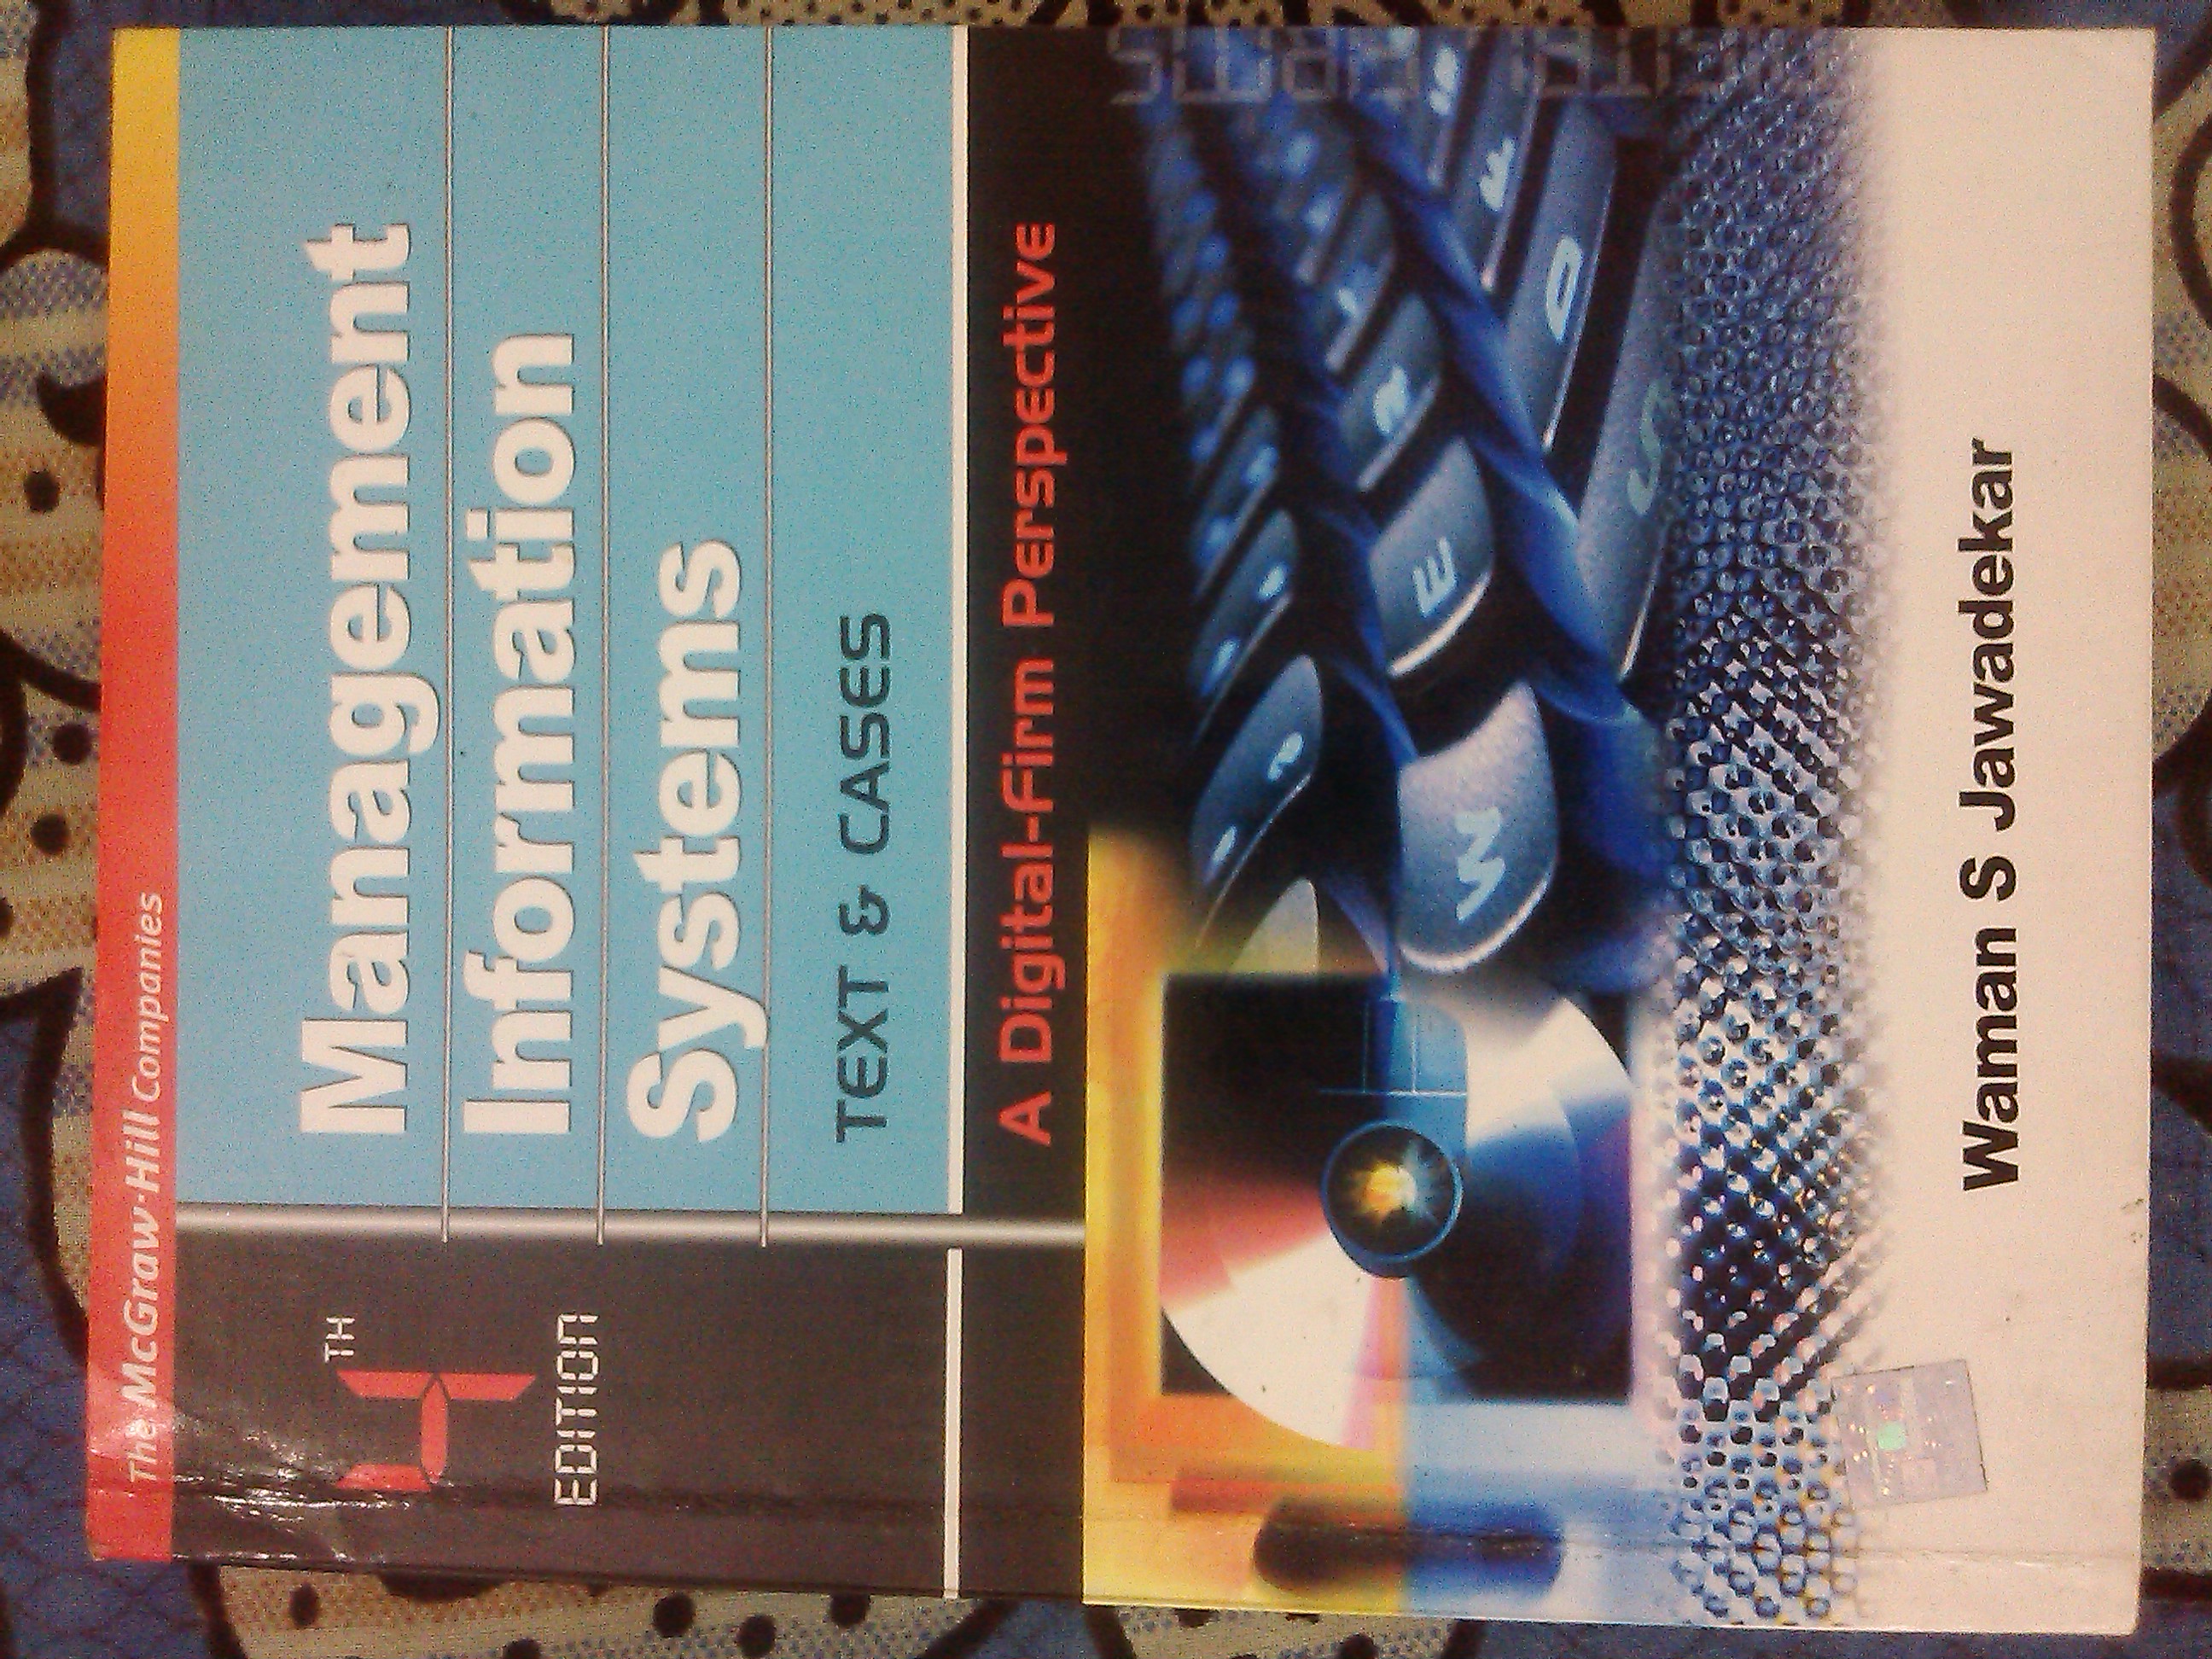 The McGraw·Hill Companies
4TH
EDITION
Management
Information
Systems
TEXT & CASES
A Digital-Firm Perspective
W
E
R
D
S
Waman S Jawadekar